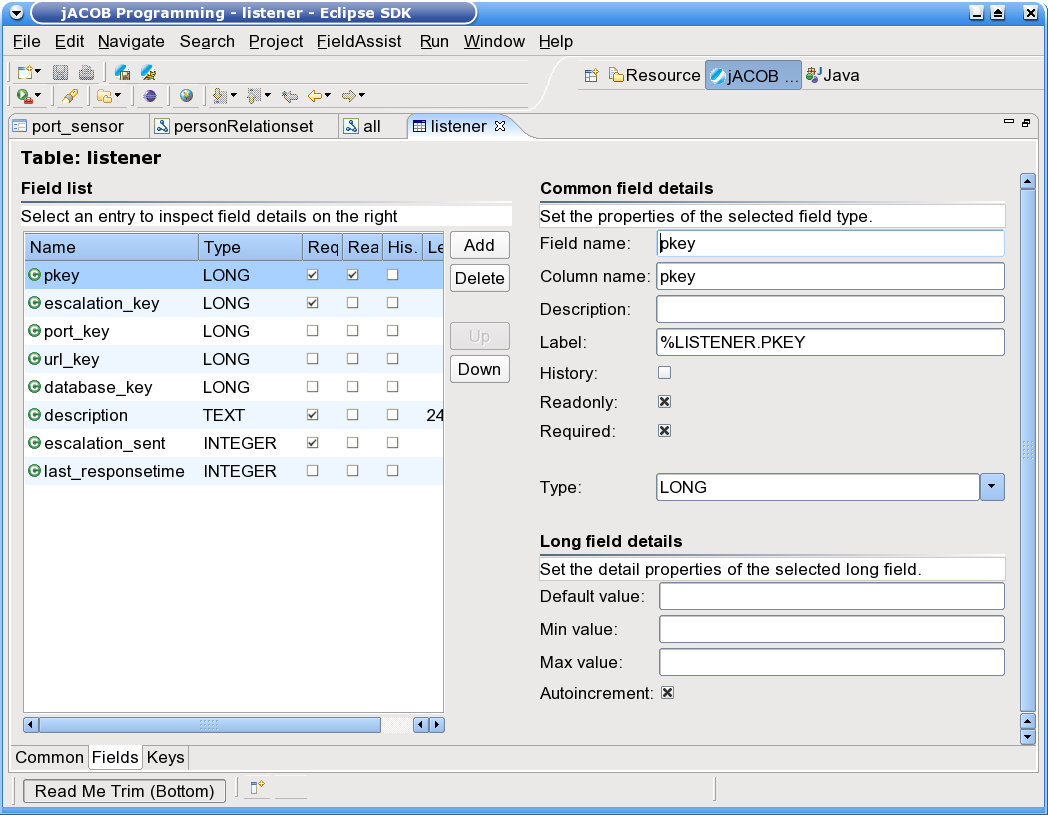 jACOB Programming - listener - Eclipse SDK
File Edit Navigate Search Project FieldAssist Run Window Help
Resource jACOB ... Java
port_sensor personRelationset all listener
Table: listener
Field list
Select an entry to inspect field details on the right
Name Type Req Rea His. Le
pkey LONG
escalation_key LONG
port_key LONG
url_key LONG
database_key LONG
description TEXT 24
escalation_sent INTEGER
last_responsetime INTEGER
Add
Delete
Up
Down
Common field details
Set the properties of the selected field type.
Field name: pkey
Column name: pkey
Description:
Label: %LISTENER.PKEY
History:
Readonly:
Required:
Type: LONG
Long field details
Set the detail properties of the selected long field.
Default value:
Min value:
Max value:
Autoincrement:
Common Fields Keys
Read Me Trim (Bottom)